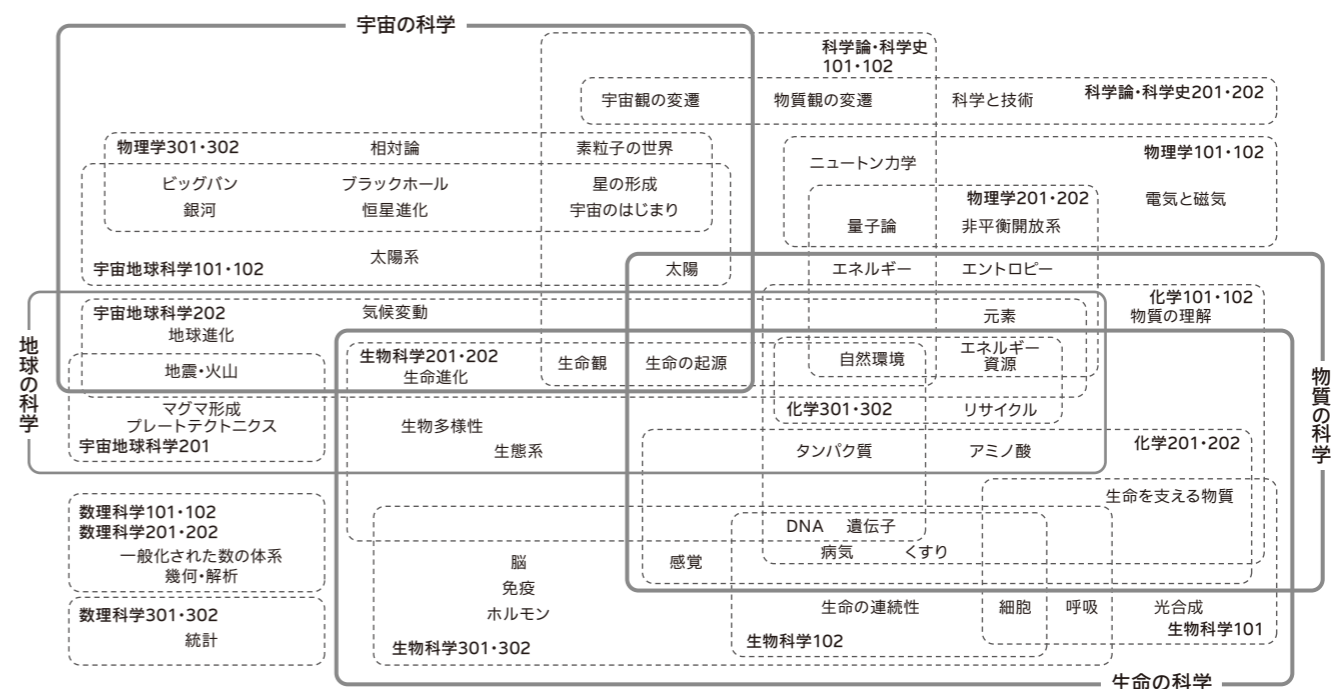 宇宙の科学
科学論・科学史
101・102
宇宙観の変遷
物質観の変遷
科学と技術
科学論・科学史201・202
物理学301・302
相対論
素粒子の世界
ニュートン力学
物理学101・102
ビッグバン
ブラックホール
星の形成
物理学201・202
電気と磁気
銀河
恒星進化
宇宙のはじまり
量子論
非平衡開放系
太陽系
宇宙地球科学101・102
太陽
エネルギー
エントロピー
化学101・102
宇宙地球科学202
気候変動
元素
物質の理解
地球進化
地球の科学
生物科学201・202
生命進化
生命観
生命の起源
自然環境
エネルギー
資源
地震・火山
物質の科学
マグマ形成
プレートテクトニクス
宇宙地球科学201
化学301・302
リサイクル
生物多様性
生態系
タンパク質
アミノ酸
化学201・202
生命を支える物質
数理科学101・102
数理科学201・202
一般化された数の体系
幾何・解析
DNA
遺伝子
病気
くすり
脳
感覚
免疫
ホルモン
生命の連続性
細胞
呼吸
光合成
数理科学301・302
統計
生物科学301・302
生物科学102
生物科学101
生命の科学